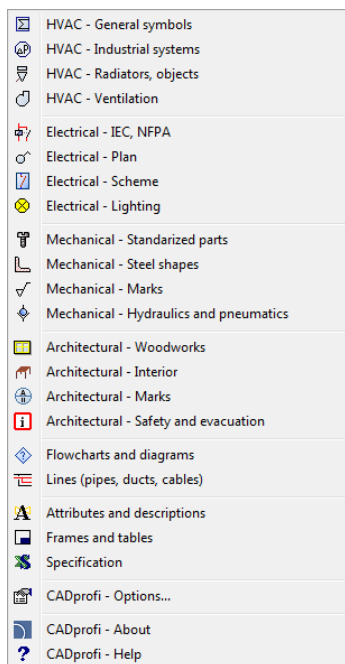 HVAC - General symbols
HVAC - Industrial systems
HVAC - Radiators, objects
HVAC - Ventilation
Electrical - IEC, NFPA
Electrical - Plan
Electrical - Scheme
Electrical - Lighting
Mechanical - Standarized parts
Mechanical - Steel shapes
Mechanical - Marks
Mechanical - Hydraulics and pneumatics
Architectural - Woodworks
Architectural - Interior
Architectural - Marks
Architectural - Safety and evacuation
Flowcharts and diagrams
Lines (pipes, ducts, cables)
Attributes and descriptions
Frames and tables
Specification
CADprofi - Options...
CADprofi - About
CADprofi - Help